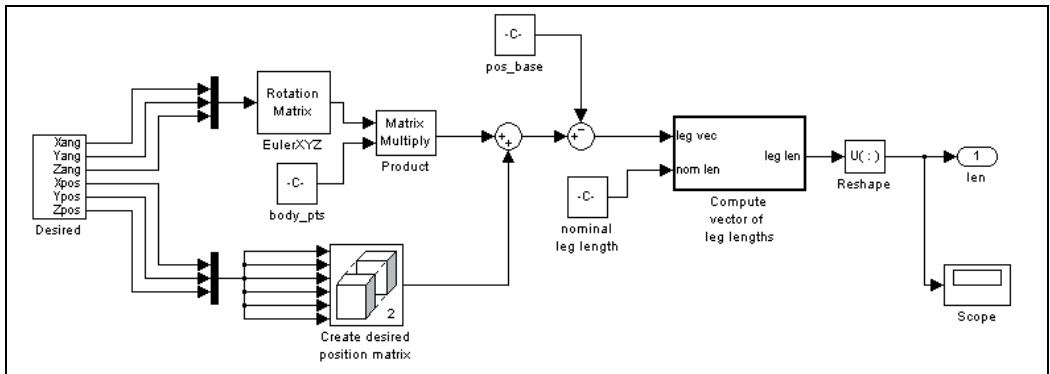 -C-
pos_base
Rotation
Matrix
EulerXYZ
Matrix
Multiply
Product
-C-
body_pts
Xang
Yang
Zang
Xpos
Ypos
Zpos
Desired
+
+
+
−
leg vec
nom len
leg len
Compute
vector of
leg lengths
-C-
nominal
leg length
U( : )
Reshape
1
len
Scope
2
Create desired
position matrix